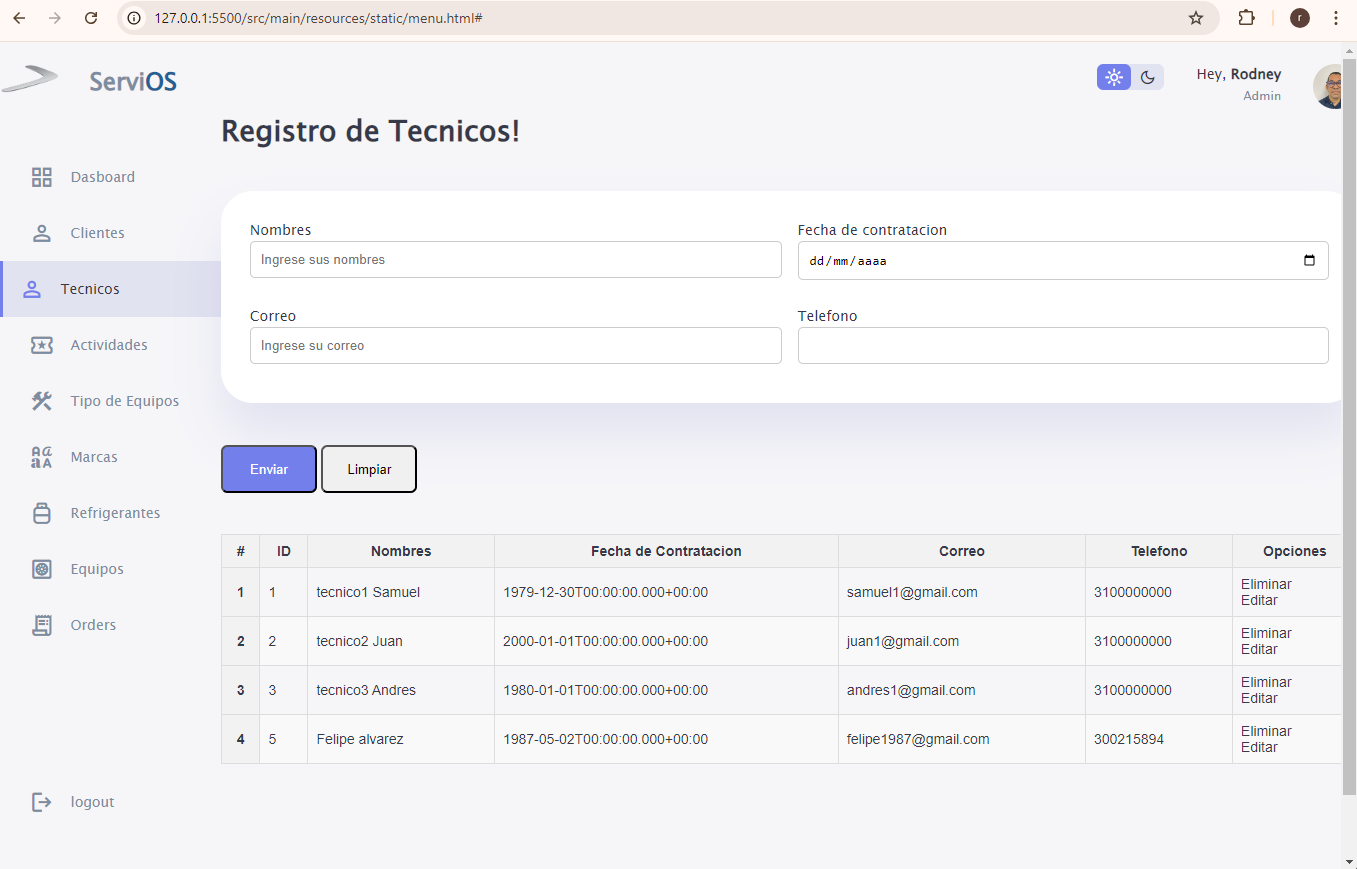 127.0.0.1:5500/src/main/resources/static/menu.html#
r
ServiOS
Hey, Rodney
Admin
Registro de Tecnicos!
Dasboard
Clientes
Tecnicos
Actividades
Tipo de Equipos
Marcas
Refrigerantes
Equipos
Orders
logout
Nombres
Ingrese sus nombres
Fecha de contratacion
dd/mm/aaaa
Correo
Ingrese su correo
Telefono
Enviar Limpiar
# ID Nombres Fecha de Contratacion Correo Telefono Opciones
1 1 tecnico1 Samuel 1979-12-30T00:00:00.000+00:00 samuel1@gmail.com 3100000000 Eliminar
Editar
2 2 tecnico2 Juan 2000-01-01T00:00:00.000+00:00 juan1@gmail.com 3100000000 Eliminar
Editar
3 3 tecnico3 Andres 1980-01-01T00:00:00.000+00:00 andres1@gmail.com 3100000000 Eliminar
Editar
4 5 Felipe alvarez 1987-05-02T00:00:00.000+00:00 felipe1987@gmail.com 300215894 Eliminar
Editar